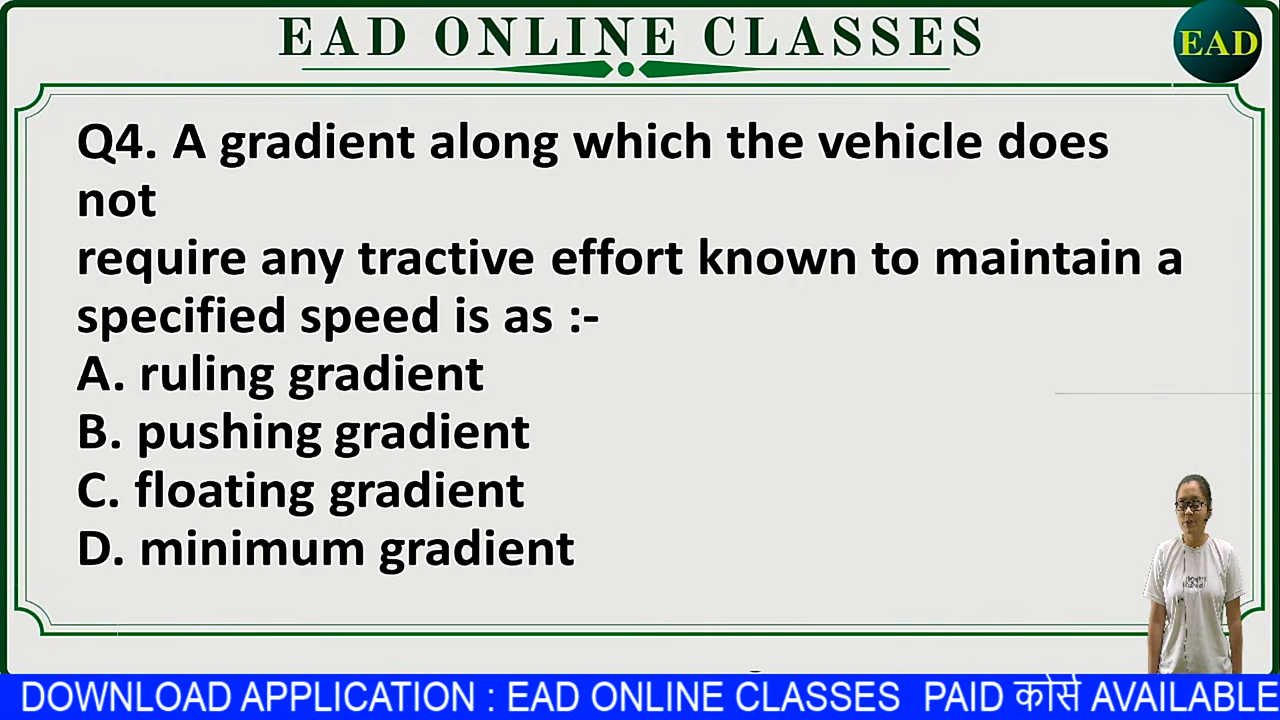 EAD ONLINE CLASSES
EAD
Q4. A gradient along which the vehicle does
not
require any tractive effort known to maintain a
specified speed is as :-
A. ruling gradient
B. pushing gradient
C. floating gradient
D. minimum gradient
DOWNLOAD APPLICATION : EAD ONLINE CLASSES PAID कोर्स AVAILABLE